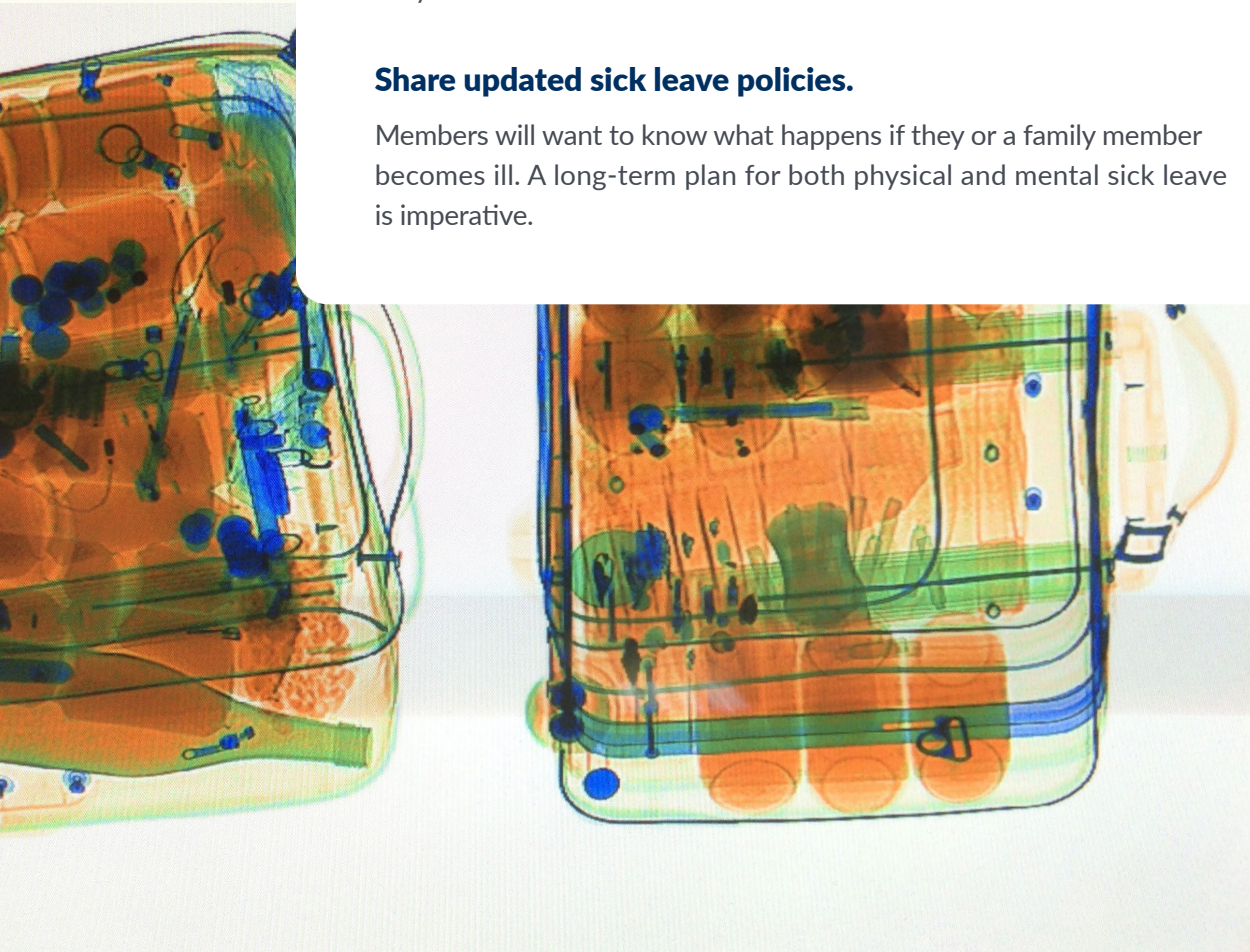 Share updated sick leave policies.
Members will want to know what happens if they or a family member
becomes ill. A long-term plan for both physical and mental sick leave
is imperative.